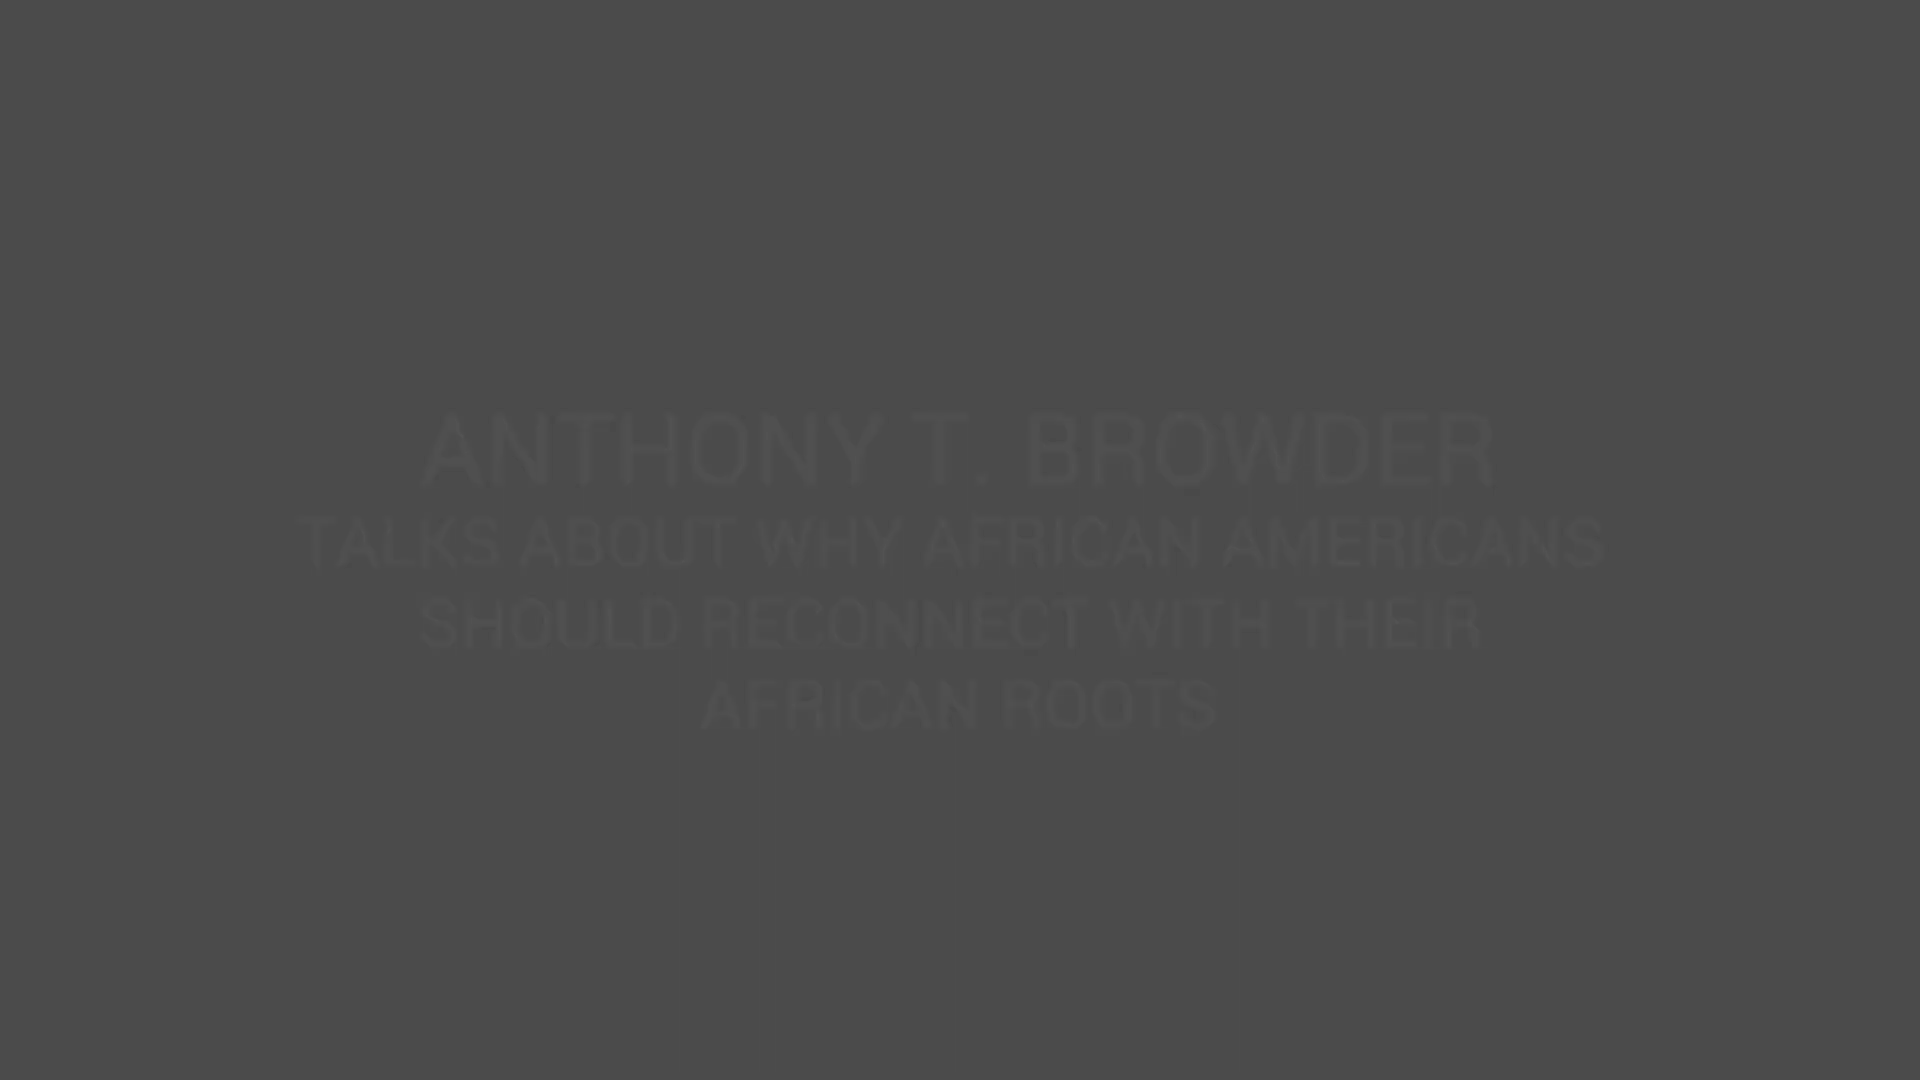 ANTHONY T. BROWDER
TALKS ABOUT WHY AFRICAN AMERICANS
SHOULD RECONNECT WITH THEIR
AFRICAN ROOTS